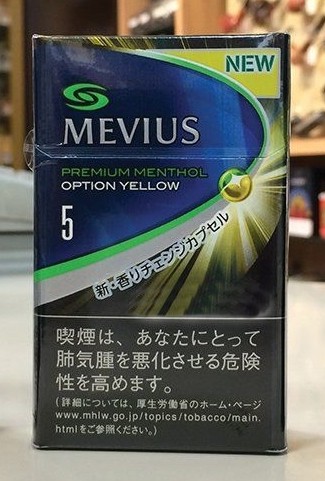 NEW
MEVIUS
PREMIUM MENTHOL
OPTION YELLOW
5
新・香りチェンジカプセル
喫煙は、あなたにとって
肺気腫を悪化させる危険
性を高めます。
(詳細については、厚生労働省のホーム・ページ
www.mhlw.go.jp/topics/tobacco/main.
htmlをご参照ください。)